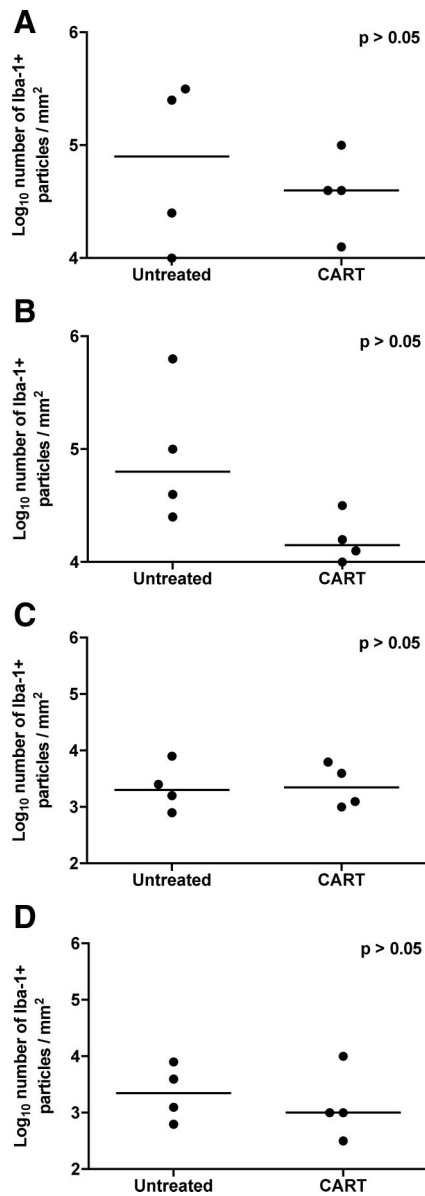 A
6
p > 0.05
Log10 number of Iba-1+
particles / mm2
5
4
Untreated
CART
B
6
p > 0.05
Log10 number of Iba-1+
particles / mm2
5
4
Untreated
CART
C
6
p > 0.05
5
Log10 number of Iba-1+
particles / mm2
4
3
2
Untreated
CART
D
6
p > 0.05
5
Log10 number of Iba-1+
particles / mm2
4
3
2
Untreated
CART